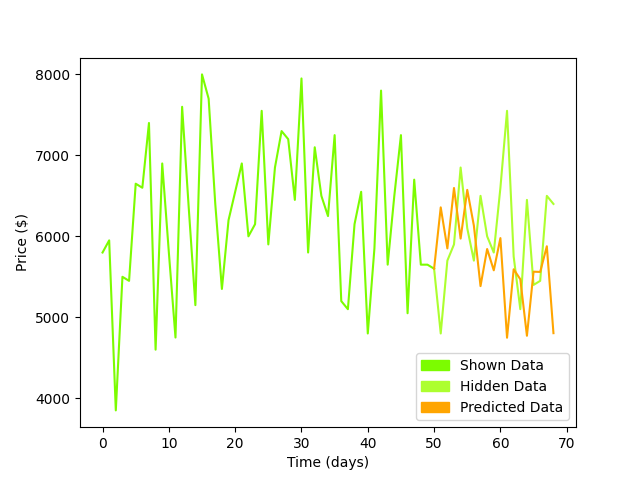 8000
7000
6000
5000
4000
Price ($)
0 10 20 30 40 50 60 70
Time (days)
Shown Data
Hidden Data
Predicted Data